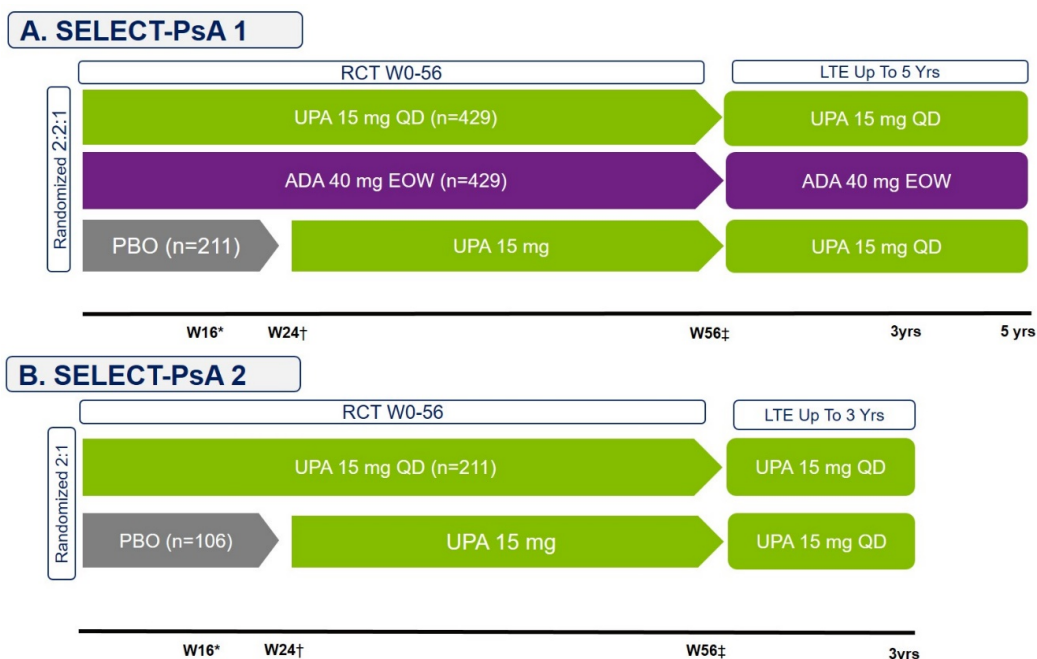 A. SELECT-PsA 1
RCT W0-56
LTE Up To 5 Yrs
Randomized 2:2:1
UPA 15 mg QD (n=429)
UPA 15 mg QD
ADA 40 mg EOW (n=429)
ADA 40 mg EOW
PBO (n=211)
UPA 15 mg
UPA 15 mg QD
W16*
W24†
W56‡
3yrs
5 yrs
B. SELECT-PsA 2
RCT W0-56
LTE Up To 3 Yrs
Randomized 2:1
UPA 15 mg QD (n=211)
UPA 15 mg QD
PBO (n=106)
UPA 15 mg
UPA 15 mg QD
W16*
W24†
W56‡
3yrs